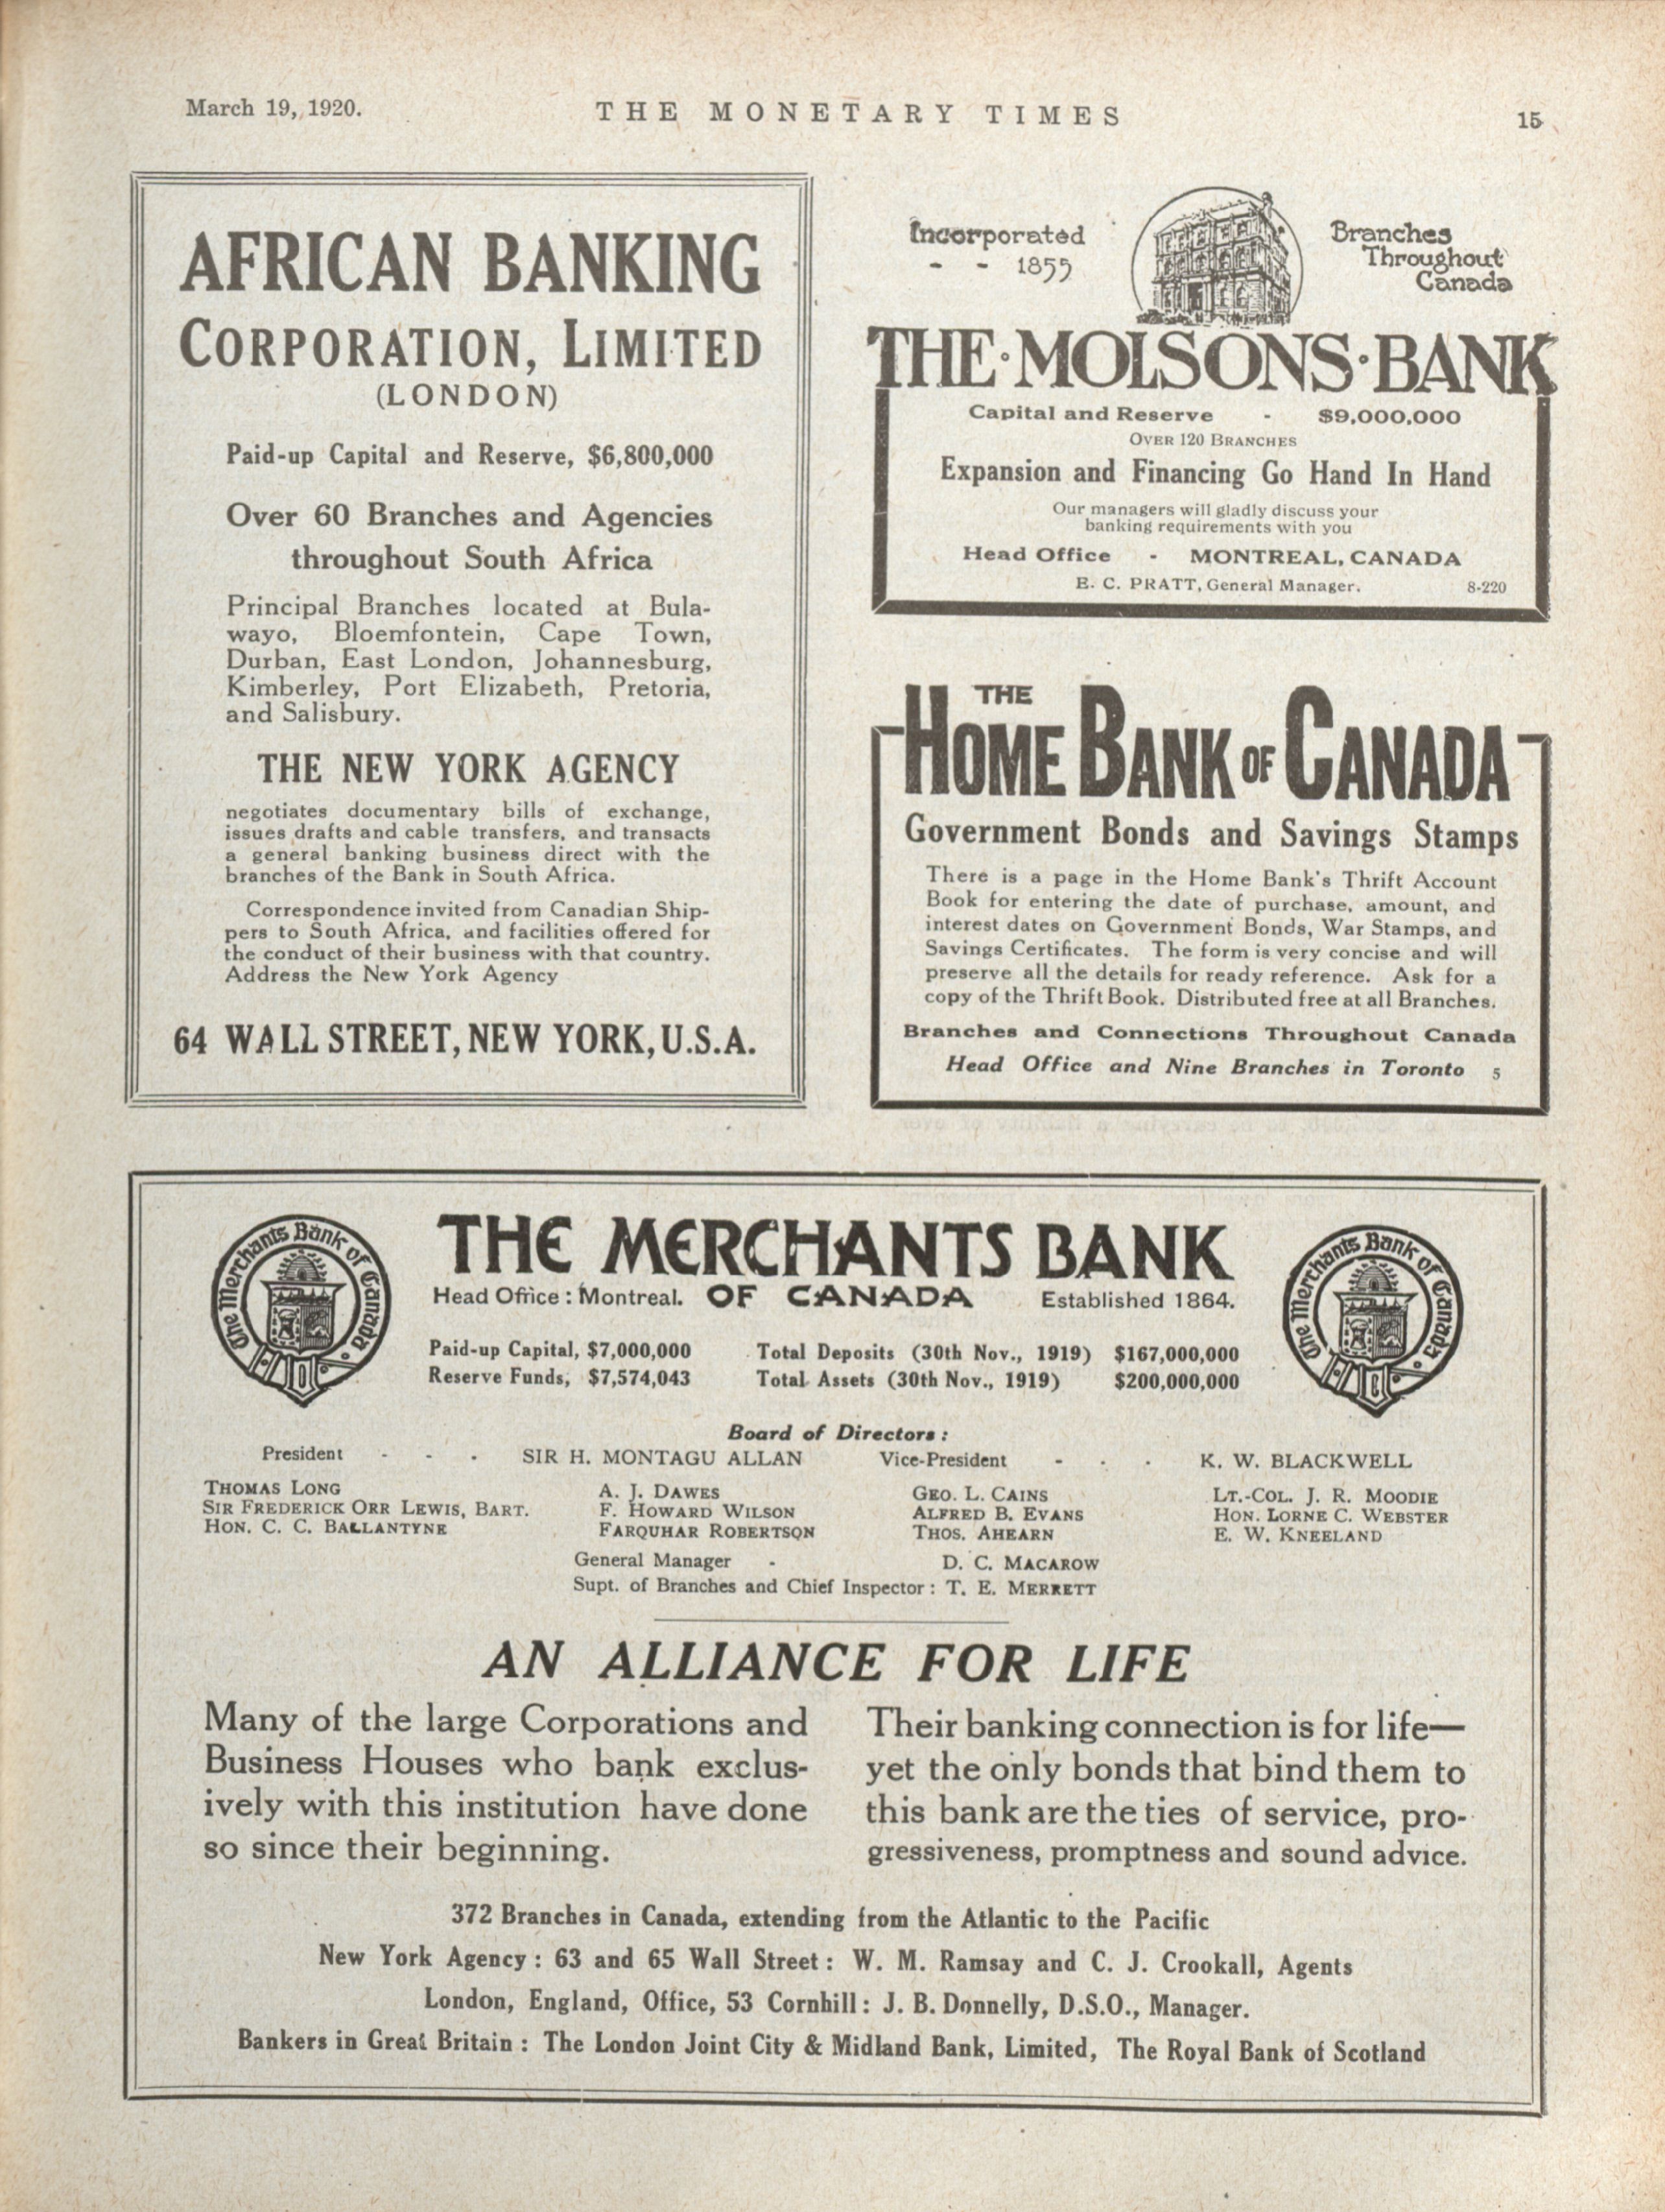 March 19, 1920.
THE MONETARY TIMES
15
AFRICAN BANKING
CORPORATION, LIMITED
(LONDON)
Paid-up Capital and Reserve, $6,800,000
Over 60 Branches and Agencies
throughout South Africa
Principal Branches located at Bula-
wayo, Bloemfontein, Cape Town,
Durban, East London, Johannesburg,
Kimberley, Port Elizabeth, Pretoria,
and Salisbury.
THE NEW YORK AGENCY
negotiates documentary bills of exchange,
issues drafts and cable transfers, and transacts
a general banking business direct with the
branches of the Bank in South Africa.
Correspondence invited from Canadian Ship-
pers to South Africa, and facilities offered for
the conduct of their business with that country.
Address the New York Agency
64 WALL STREET, NEW YORK, U.S.A.
Incorporated
- - 1855
Branches
Throughout
Canada
THE·MOLSONS·BANK
Capital and Reserve - $9,000,000
OVER 120 BRANCHES
Expansion and Financing Go Hand In Hand
Our managers will gladly discuss your
banking requirements with you
Head Office - MONTREAL, CANADA
E. C. PRATT, General Manager. 8-220
THE
HOME BANK OF CANADA
Government Bonds and Savings Stamps
There is a page in the Home Bank's Thrift Account
Book for entering the date of purchase, amount, and
interest dates on Government Bonds, War Stamps, and
Savings Certificates. The form is very concise and will
preserve all the details for ready reference. Ask for a
copy of the Thrift Book. Distributed free at all Branches.
Branches and Connections Throughout Canada
Head Office and Nine Branches in Toronto 5
The Merchants Bank of Canada
THE MERCHANTS BANK
Head Office: Montreal. OF CANADA Established 1864.
The Merchants Bank of Canada
Paid-up Capital, $7,000,000 Total Deposits (30th Nov., 1919) $167,000,000
Reserve Funds, $7,574,043 Total Assets (30th Nov., 1919) $200,000,000
Board of Directors:
President - - - SIR H. MONTAGU ALLAN Vice-President - - - K. W. BLACKWELL
THOMAS LONG A. J. DAWES GEO. L. CAINS LT.-COL. J. R. MOODIE
SIR FREDERICK ORR LEWIS, BART. F. HOWARD WILSON ALFRED B. EVANS HON. LORNE C. WEBSTER
HON. C. C. BALLANTYNE FARQUHAR ROBERTSON THOS. AHEARN E. W. KNEELAND
General Manager - D. C. MACAROW
Supt. of Branches and Chief Inspector: T. E. MERRETT
AN ALLIANCE FOR LIFE
Many of the large Corporations and
Business Houses who bank exclus-
ively with this institution have done
so since their beginning.
Their banking connection is for life—
yet the only bonds that bind them to
this bank are the ties of service, pro-
gressiveness, promptness and sound advice.
372 Branches in Canada, extending from the Atlantic to the Pacific
New York Agency: 63 and 65 Wall Street: W. M. Ramsay and C. J. Crookall, Agents
London, England, Office, 53 Cornhill: J. B. Donnelly, D.S.O., Manager.
Bankers in Great Britain: The London Joint City & Midland Bank, Limited, The Royal Bank of Scotland